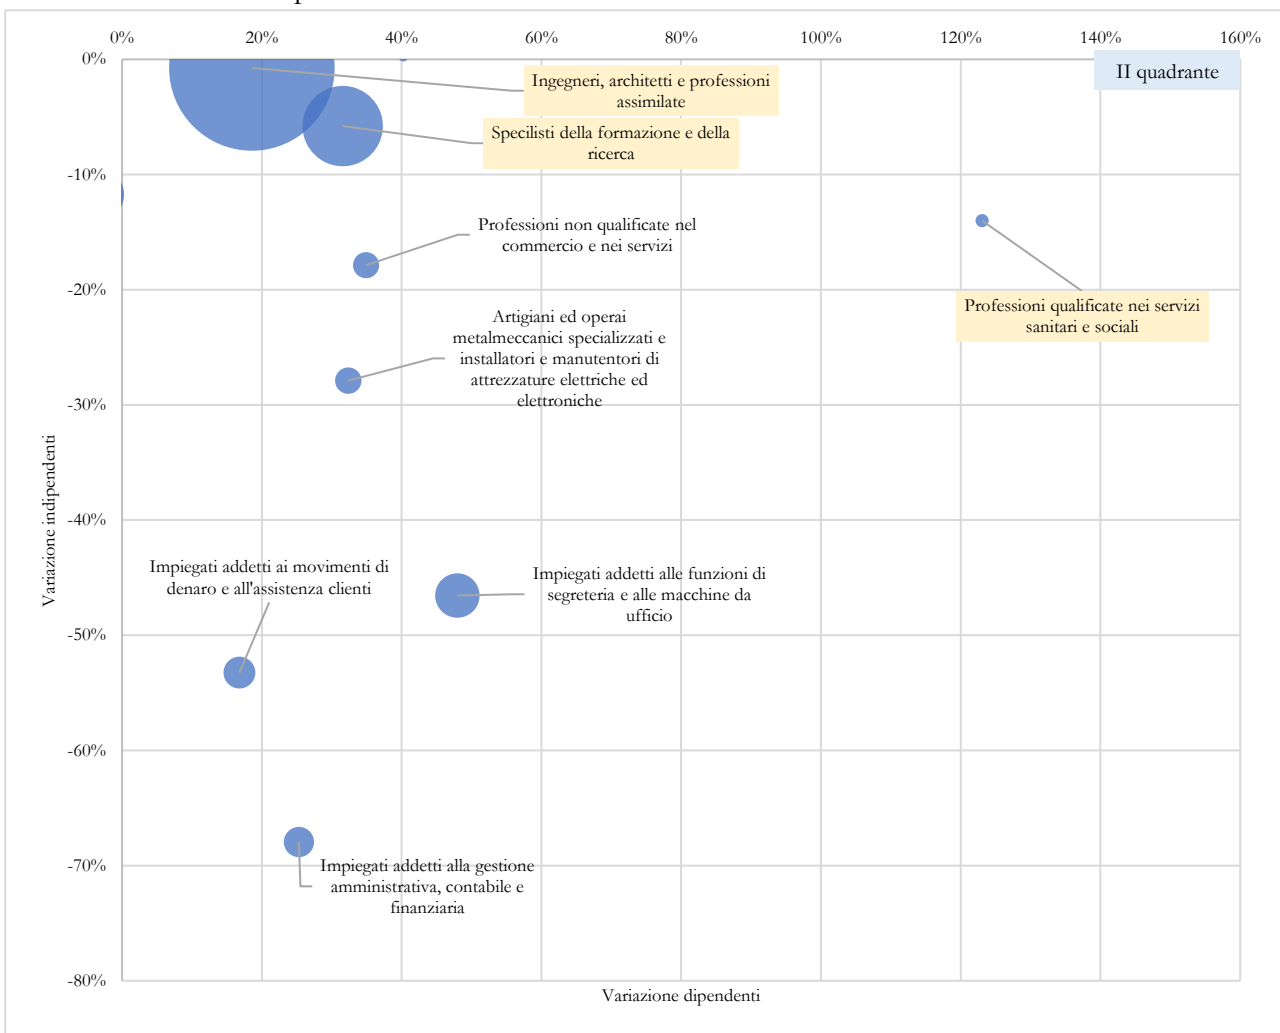 0% 20% 40% 60% 80% 100% 120% 140% 160%
0%
II quadrante
Ingegneri, architetti e professioni
assimilate
Specilisti della formazione e della
ricerca
-10%
Professioni non qualificate nel
commercio e nei servizi
-20%
Professioni qualificate nei servizi
sanitari e sociali
Artigiani ed operai
metalmeccanici specializzati e
installatori e manutentori di
attrezzature elettriche ed
elettroniche
-30%
Variazione indipendenti
-40%
Impiegati addetti ai movimenti di
denaro e all'assistenza clienti
Impiegati addetti alle funzioni di
segreteria e alle macchine da
ufficio
-50%
-60%
-70%
Impiegati addetti alla gestione
amministrativa, contabile e
finanziaria
-80%
Variazione dipendenti